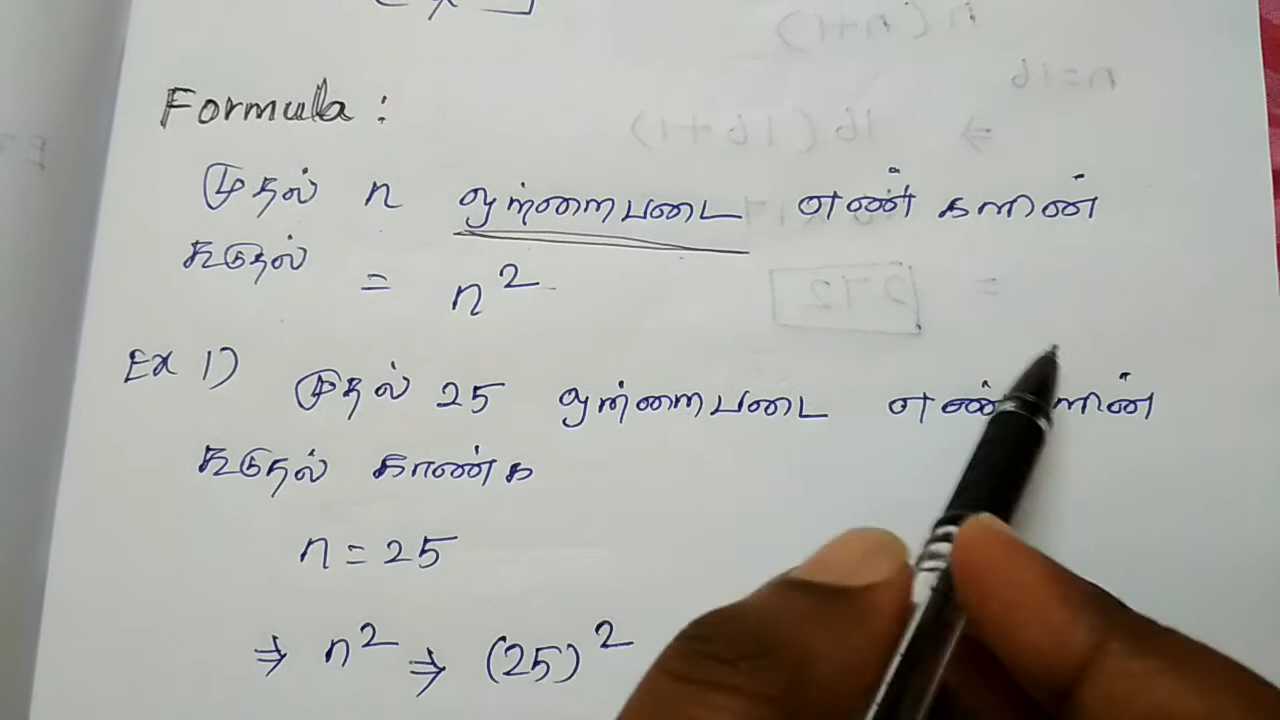 Formula :
முதல் n ஒற்றைபடை எண்களின்
கூடுதல் = n²
Ex 1) முதல் 25 ஒற்றைபடை எண்களின்
கூடுதல் காண்க
n = 25
⇒ n² ⇒ (25)²